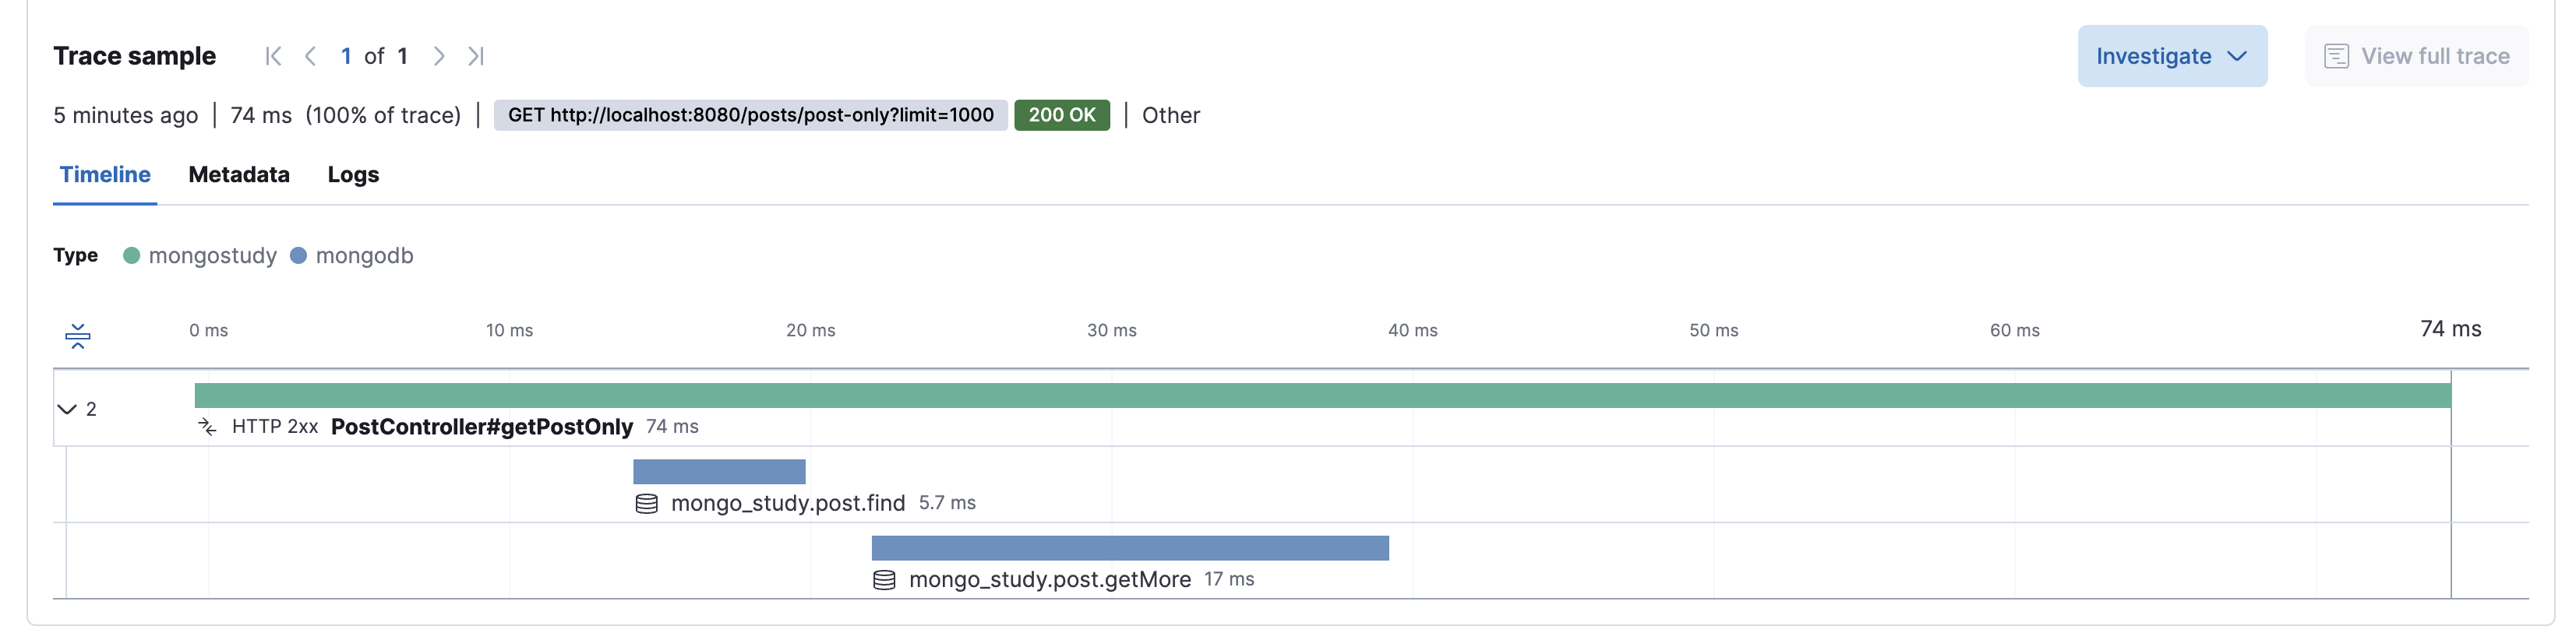 Trace sample 1 of 1 Investigate View full trace
5 minutes ago | 74 ms (100% of trace) | GET http://localhost:8080/posts/post-only?limit=1000 200 OK | Other
Timeline Metadata Logs
Type mongostudy mongodb
0 ms 10 ms 20 ms 30 ms 40 ms 50 ms 60 ms 74 ms
2
HTTP 2xx PostController#getPostOnly 74 ms
mongo_study.post.find 5.7 ms
mongo_study.post.getMore 17 ms